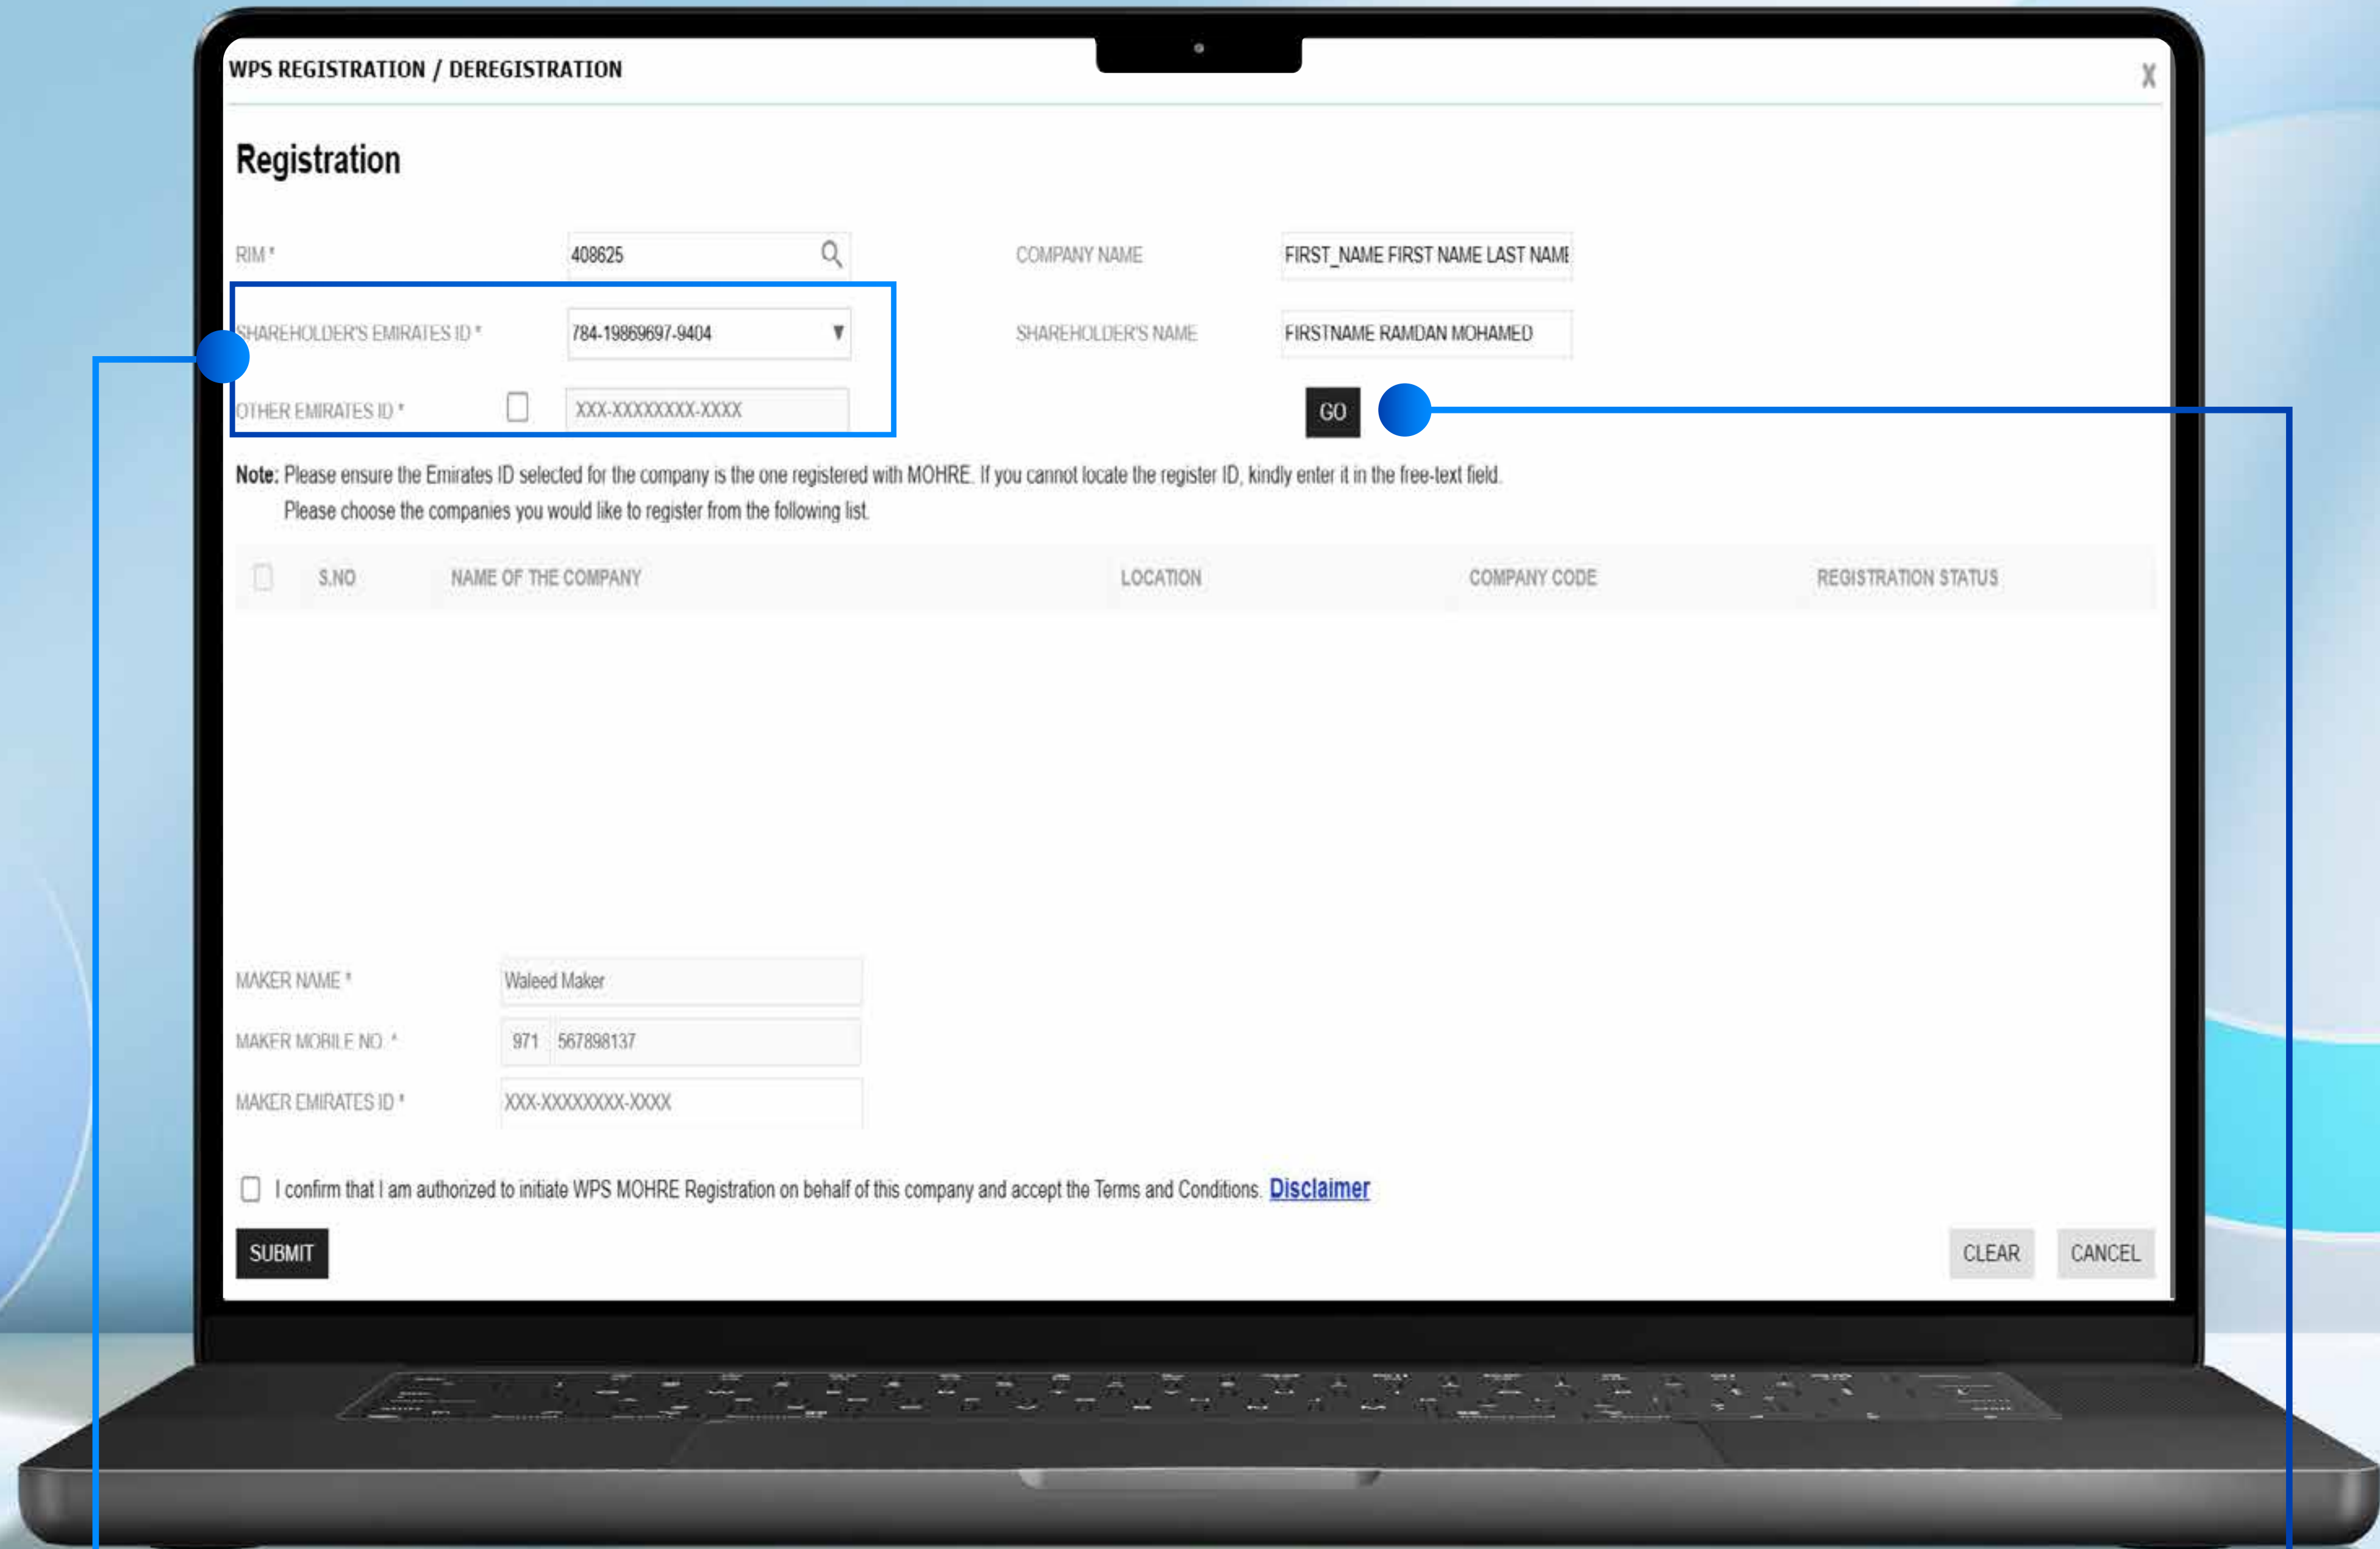 WPS REGISTRATION / DEREGISTRATION X
Registration
RIM * 408625 COMPANY NAME FIRST_NAME FIRST NAME LAST NAME
SHAREHOLDER'S EMIRATES ID * 784-19869697-9404 ▼ SHAREHOLDER'S NAME FIRSTNAME RAMDAN MOHAMED
OTHER EMIRATES ID * XXX-XXXXXXXX-XXXX GO
Note: Please ensure the Emirates ID selected for the company is the one registered with MOHRE. If you cannot locate the register ID, kindly enter it in the free-text field.
Please choose the companies you would like to register from the following list.
S.NO NAME OF THE COMPANY LOCATION COMPANY CODE REGISTRATION STATUS
MAKER NAME * Waleed Maker
MAKER MOBILE NO. * 971 567898137
MAKER EMIRATES ID * XXX-XXXXXXXX-XXXX
I confirm that I am authorized to initiate WPS MOHRE Registration on behalf of this company and accept the Terms and Conditions. Disclaimer
SUBMIT CLEAR CANCEL